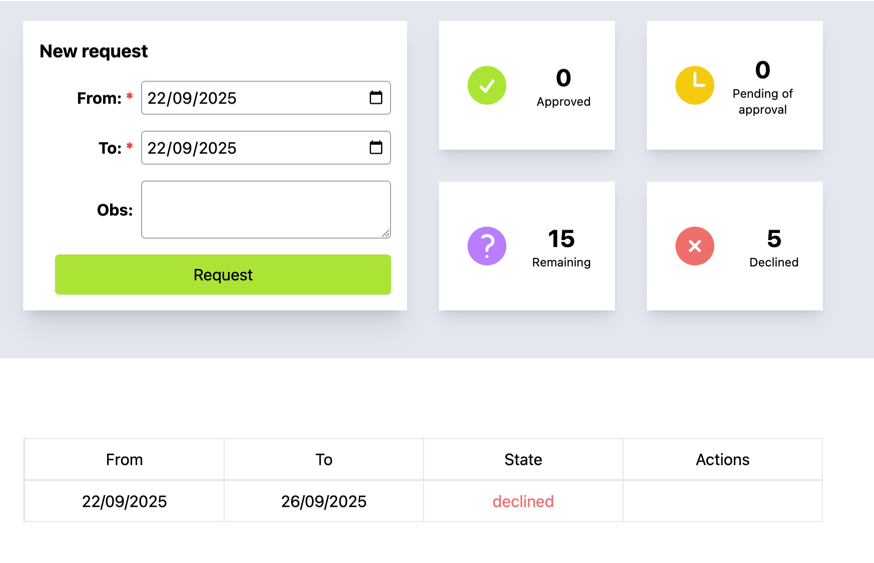 New request
From: *
22/09/2025
To: *
22/09/2025
Obs:
Request
0
Approved
0
Pending of
approval
15
Remaining
5
Declined
From To State Actions
22/09/2025 26/09/2025 declined